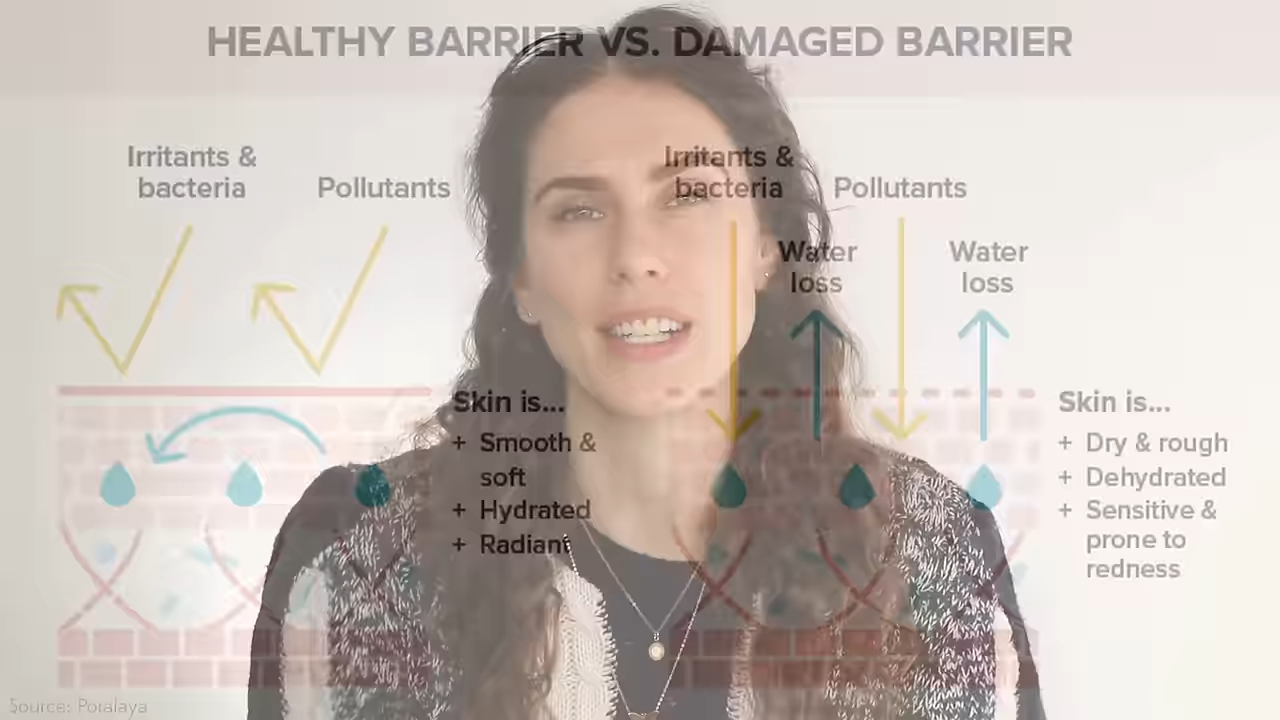 HEALTHY BARRIER VS. DAMAGED BARRIER
Irritants &
bacteria
Pollutants
Skin is...
+ Smooth &
soft
+ Hydrated
+ Radiant
Irritants &
bacteria
Pollutants
Water
loss
Water
loss
Skin is...
+ Dry & rough
+ Dehydrated
+ Sensitive &
prone to
redness
Source: Poralaya